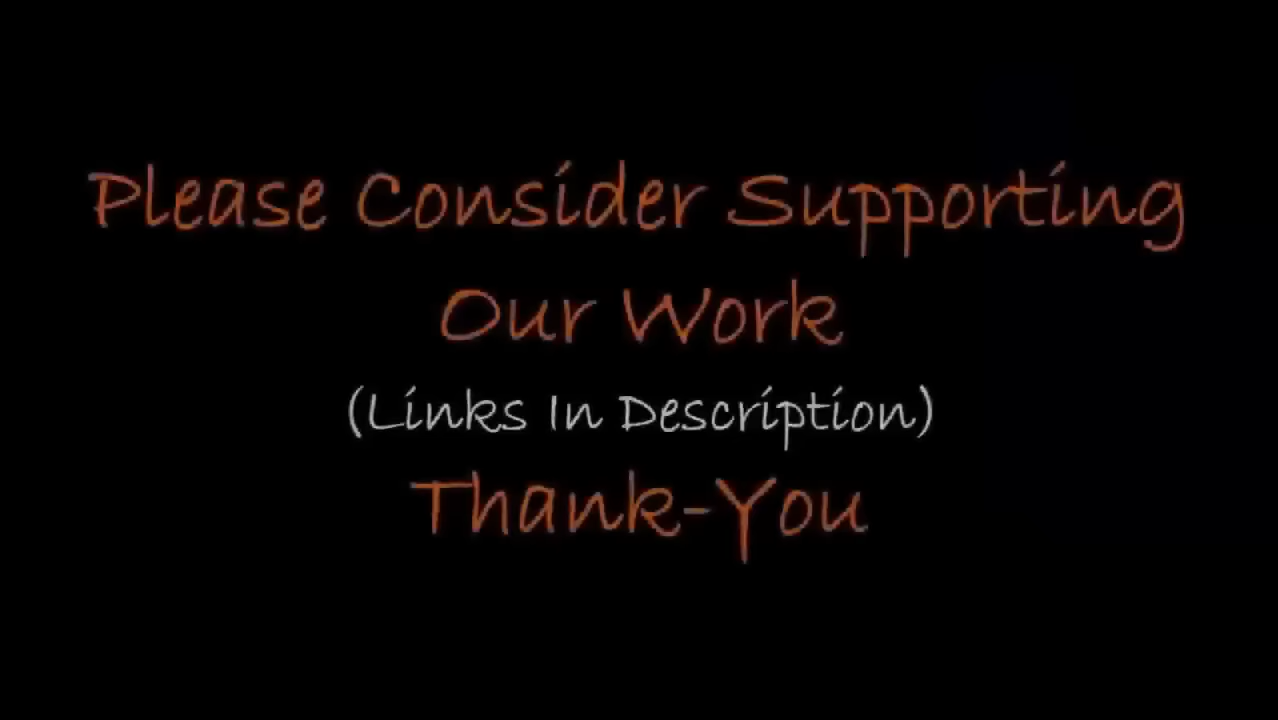 Please Consider Supporting
Our Work
(Links In Description)
Thank-You